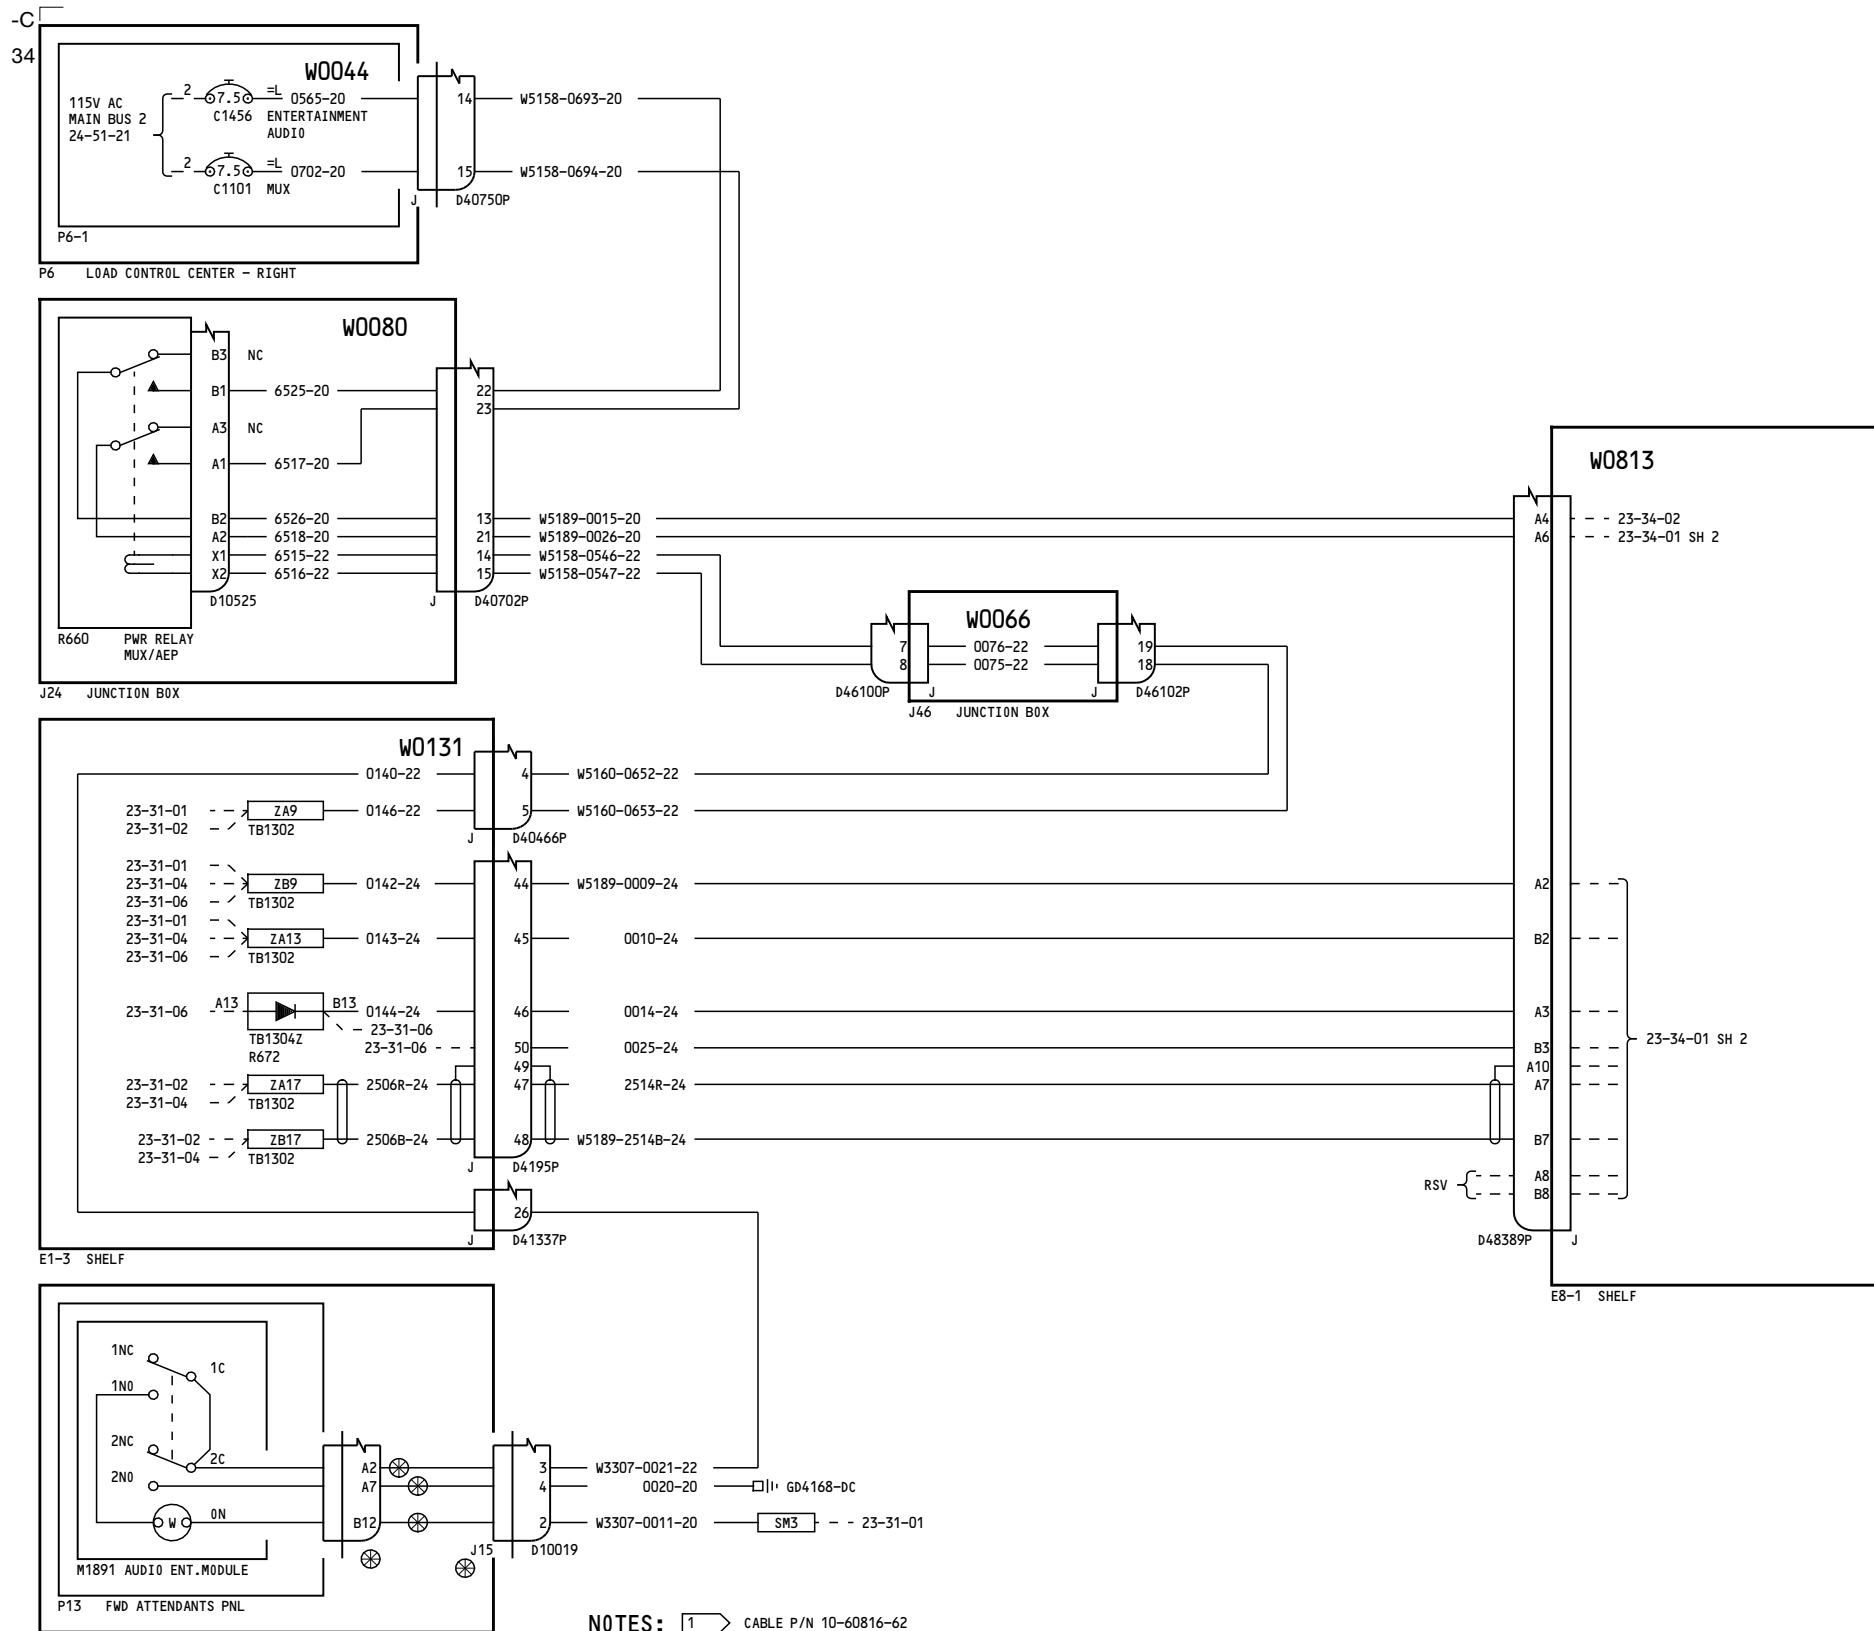 -C
34
W0044
115V AC
MAIN BUS 2
24-51-21
2 7.5 =L 0565-20
C1456 ENTERTAINMENT
AUDIO
2 7.5 =L 0702-20
C1101 MUX
14 W5158-0693-20
15 W5158-0694-20
J D40750P
P6-1
P6 LOAD CONTROL CENTER - RIGHT
W0080
B3 NC
B1 6525-20 22
23
A3 NC
A1 6517-20
B2 6526-20 13 W5189-0015-20
A2 6518-20 21 W5189-0026-20
X1 6515-22 14 W5158-0546-22
X2 6516-22 15 W5158-0547-22
D10525 J D40702P
R660 PWR RELAY
MUX/AEP
J24 JUNCTION BOX
W0066
7 0076-22 19
8 0075-22 18
D46100P J J D46102P
J46 JUNCTION BOX
W0813
A4 23-34-02
A6 23-34-01 SH 2
W0131
0140-22 4 W5160-0652-22
23-31-01 ZA9 0146-22 5 W5160-0653-22
23-31-02 TB1302
J D40466P
23-31-01
23-31-04 ZB9 0142-24 44 W5189-0009-24 A2
23-31-06 TB1302
23-31-01
23-31-04 ZA13 0143-24 45 0010-24 B2
23-31-06 TB1302
23-31-06 A13 B13 0144-24 46 0014-24 A3
TB1304Z 23-31-06
R672 23-31-06 50 0025-24 B3
23-34-01 SH 2
49 A10
23-31-02 ZA17 2506R-24 47 2514R-24 A7
23-31-04 TB1302
23-31-02 ZB17 2506B-24 48 W5189-2514B-24 B7
23-31-04 TB1302
J D4195P
RSV A8
B8
26
J D41337P
D48389P J
E1-3 SHELF
E8-1 SHELF
1NC
1C
1NO
2NC
2C
2NO
W ON
A2 3 W3307-0021-22
A7 4 0020-20 GD4168-DC
B12 2 W3307-0011-20 SM3 23-31-01
J15 D10019
M1891 AUDIO ENT.MODULE
P13 FWD ATTENDANTS PNL
NOTES: 1 CABLE P/N 10-60816-62